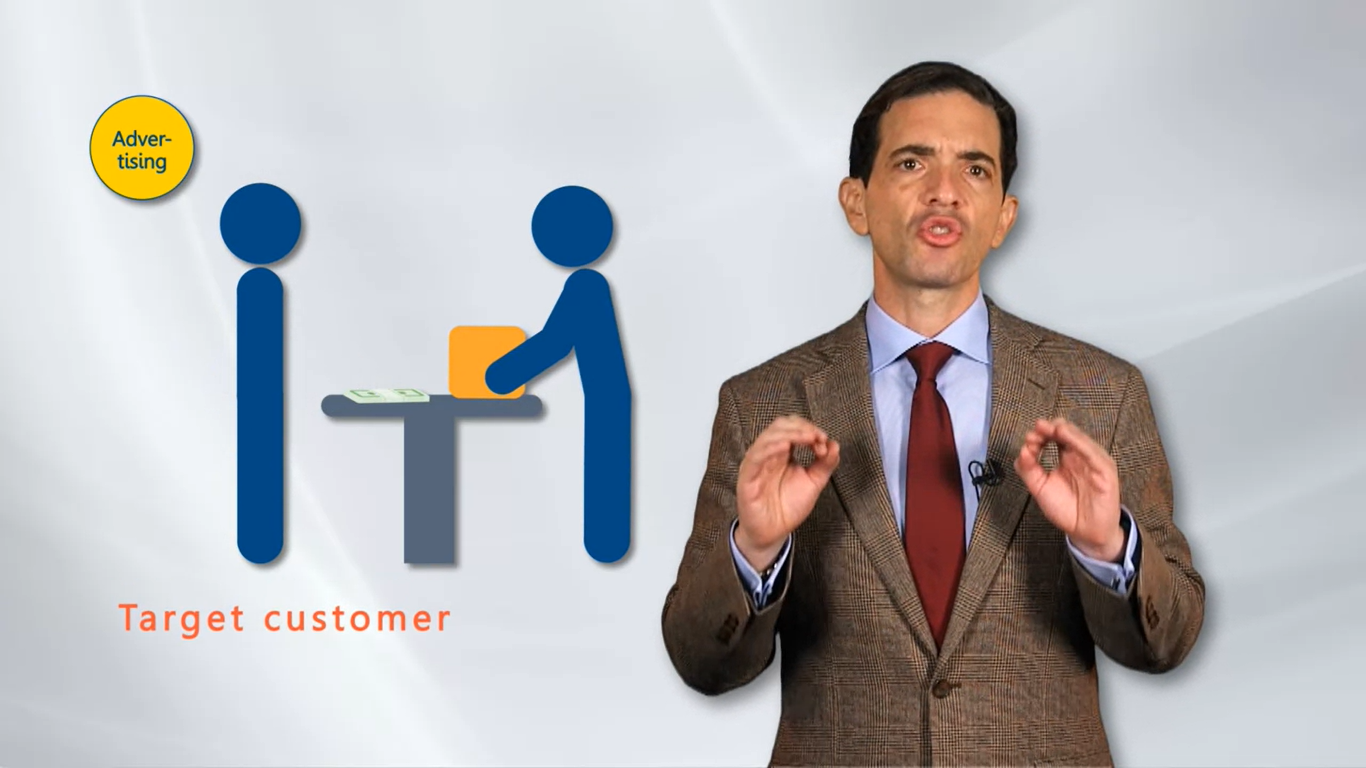 Adver-
tising
Target customer